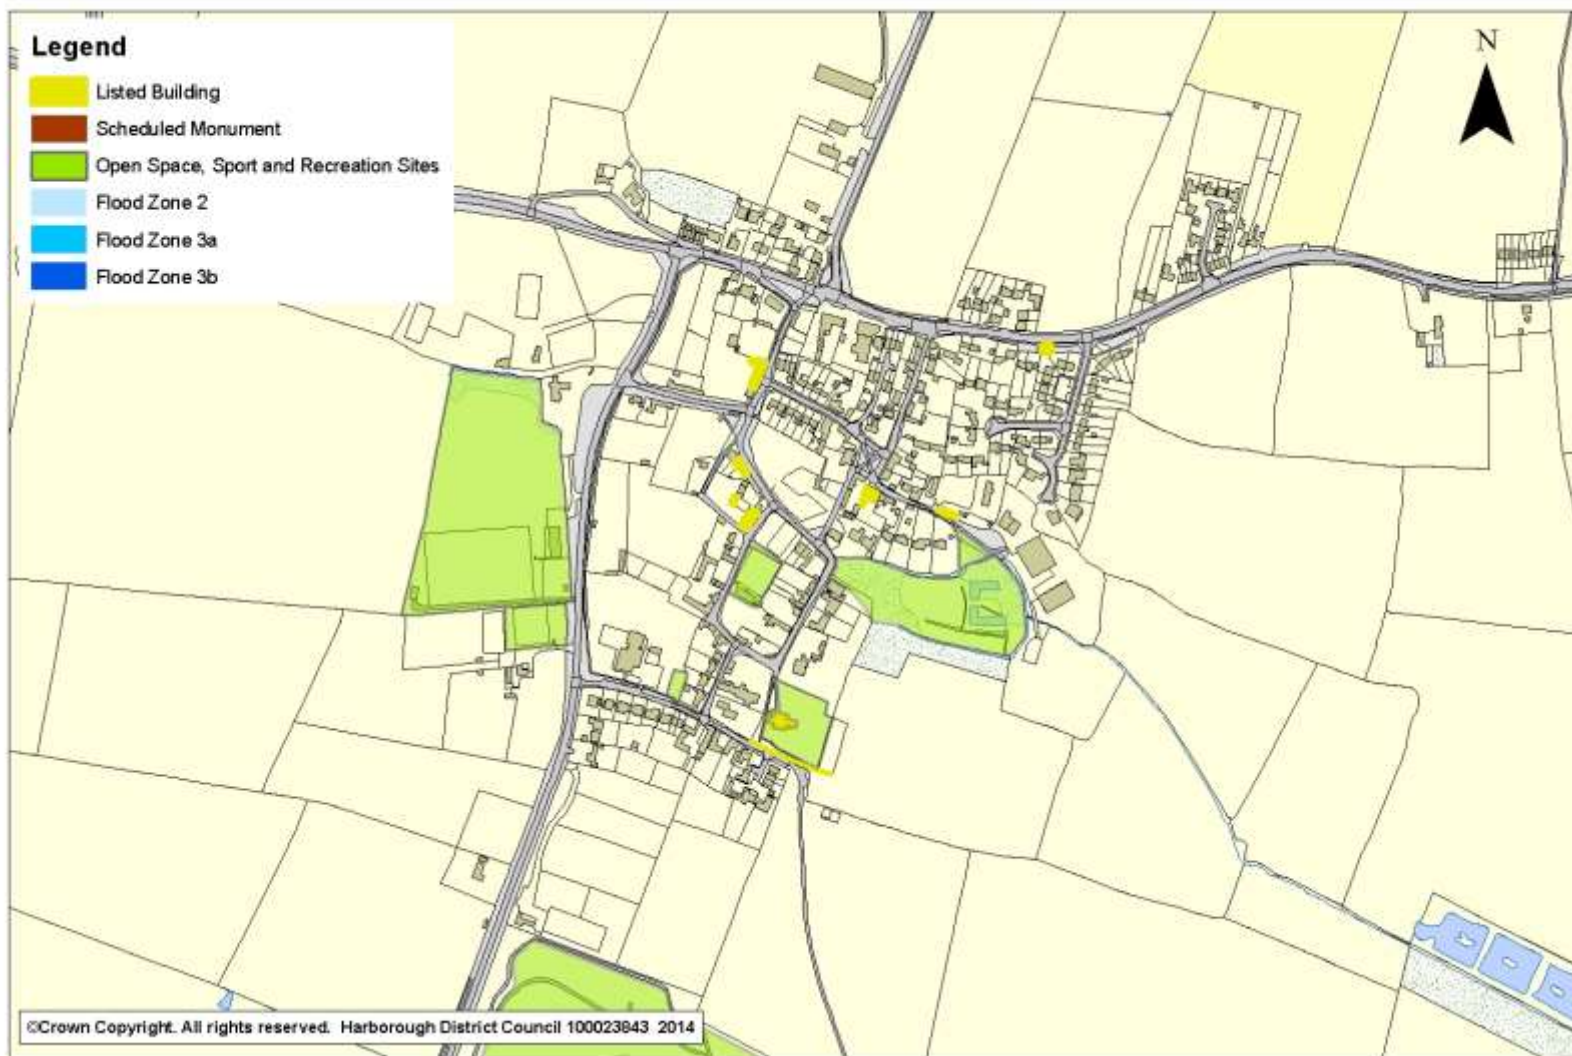 Legend
Listed Building
Scheduled Monument
Open Space, Sport and Recreation Sites
Flood Zone 2
Flood Zone 3a
Flood Zone 3b
N
©Crown Copyright. All rights reserved. Harborough District Council 100023843 2014